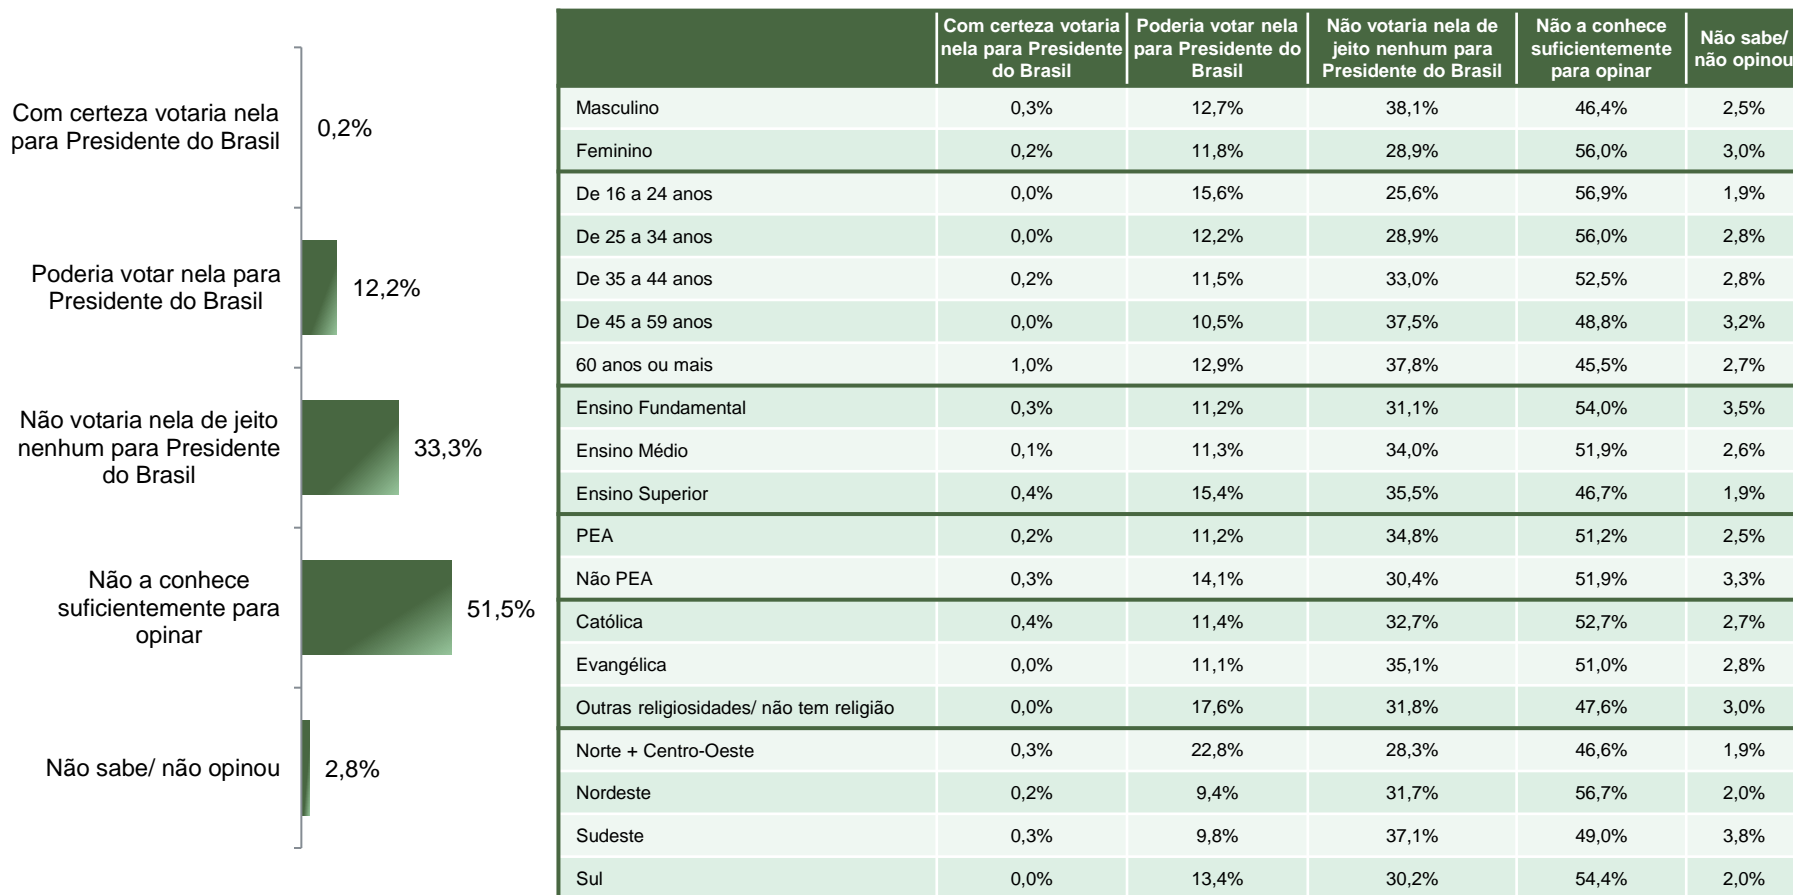 Com certeza votaria nela
para Presidente do Brasil
0,2%
Poderia votar nela para
Presidente do Brasil
12,2%
Não votaria nela de jeito
nenhum para Presidente
do Brasil
33,3%
Não a conhece
suficientemente para
opinar
51,5%
Não sabe/ não opinou
2,8%
Com certeza votaria
nela para Presidente
do Brasil
Poderia votar nela
para Presidente do
Brasil
Não votaria nela de
jeito nenhum para
Presidente do Brasil
Não a conhece
suficientemente
para opinar
Não sabe/
não opinou
Masculino 0,3% 12,7% 38,1% 46,4% 2,5%
Feminino 0,2% 11,8% 28,9% 56,0% 3,0%
De 16 a 24 anos 0,0% 15,6% 25,6% 56,9% 1,9%
De 25 a 34 anos 0,0% 12,2% 28,9% 56,0% 2,8%
De 35 a 44 anos 0,2% 11,5% 33,0% 52,5% 2,8%
De 45 a 59 anos 0,0% 10,5% 37,5% 48,8% 3,2%
60 anos ou mais 1,0% 12,9% 37,8% 45,5% 2,7%
Ensino Fundamental 0,3% 11,2% 31,1% 54,0% 3,5%
Ensino Médio 0,1% 11,3% 34,0% 51,9% 2,6%
Ensino Superior 0,4% 15,4% 35,5% 46,7% 1,9%
PEA 0,2% 11,2% 34,8% 51,2% 2,5%
Não PEA 0,3% 14,1% 30,4% 51,9% 3,3%
Católica 0,4% 11,4% 32,7% 52,7% 2,7%
Evangélica 0,0% 11,1% 35,1% 51,0% 2,8%
Outras religiosidades/ não tem religião 0,0% 17,6% 31,8% 47,6% 3,0%
Norte + Centro-Oeste 0,3% 22,8% 28,3% 46,6% 1,9%
Nordeste 0,2% 9,4% 31,7% 56,7% 2,0%
Sudeste 0,3% 9,8% 37,1% 49,0% 3,8%
Sul 0,0% 13,4% 30,2% 54,4% 2,0%